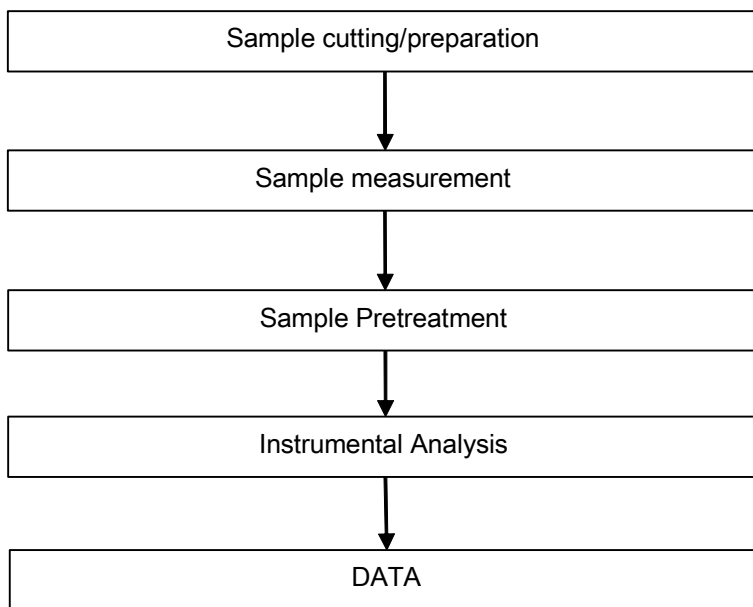 Sample cutting/preparation
Sample measurement
Sample Pretreatment
Instrumental Analysis
DATA